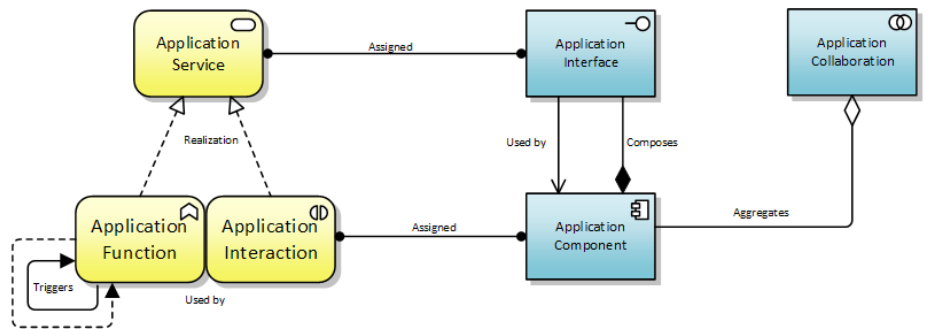 Application
Service
Assigned
Application
Interface
Application
Collaboration
Realization
Used by
Composes
Application
Function
Application
Interaction
Assigned
Application
Component
Aggregates
Triggers
Used by